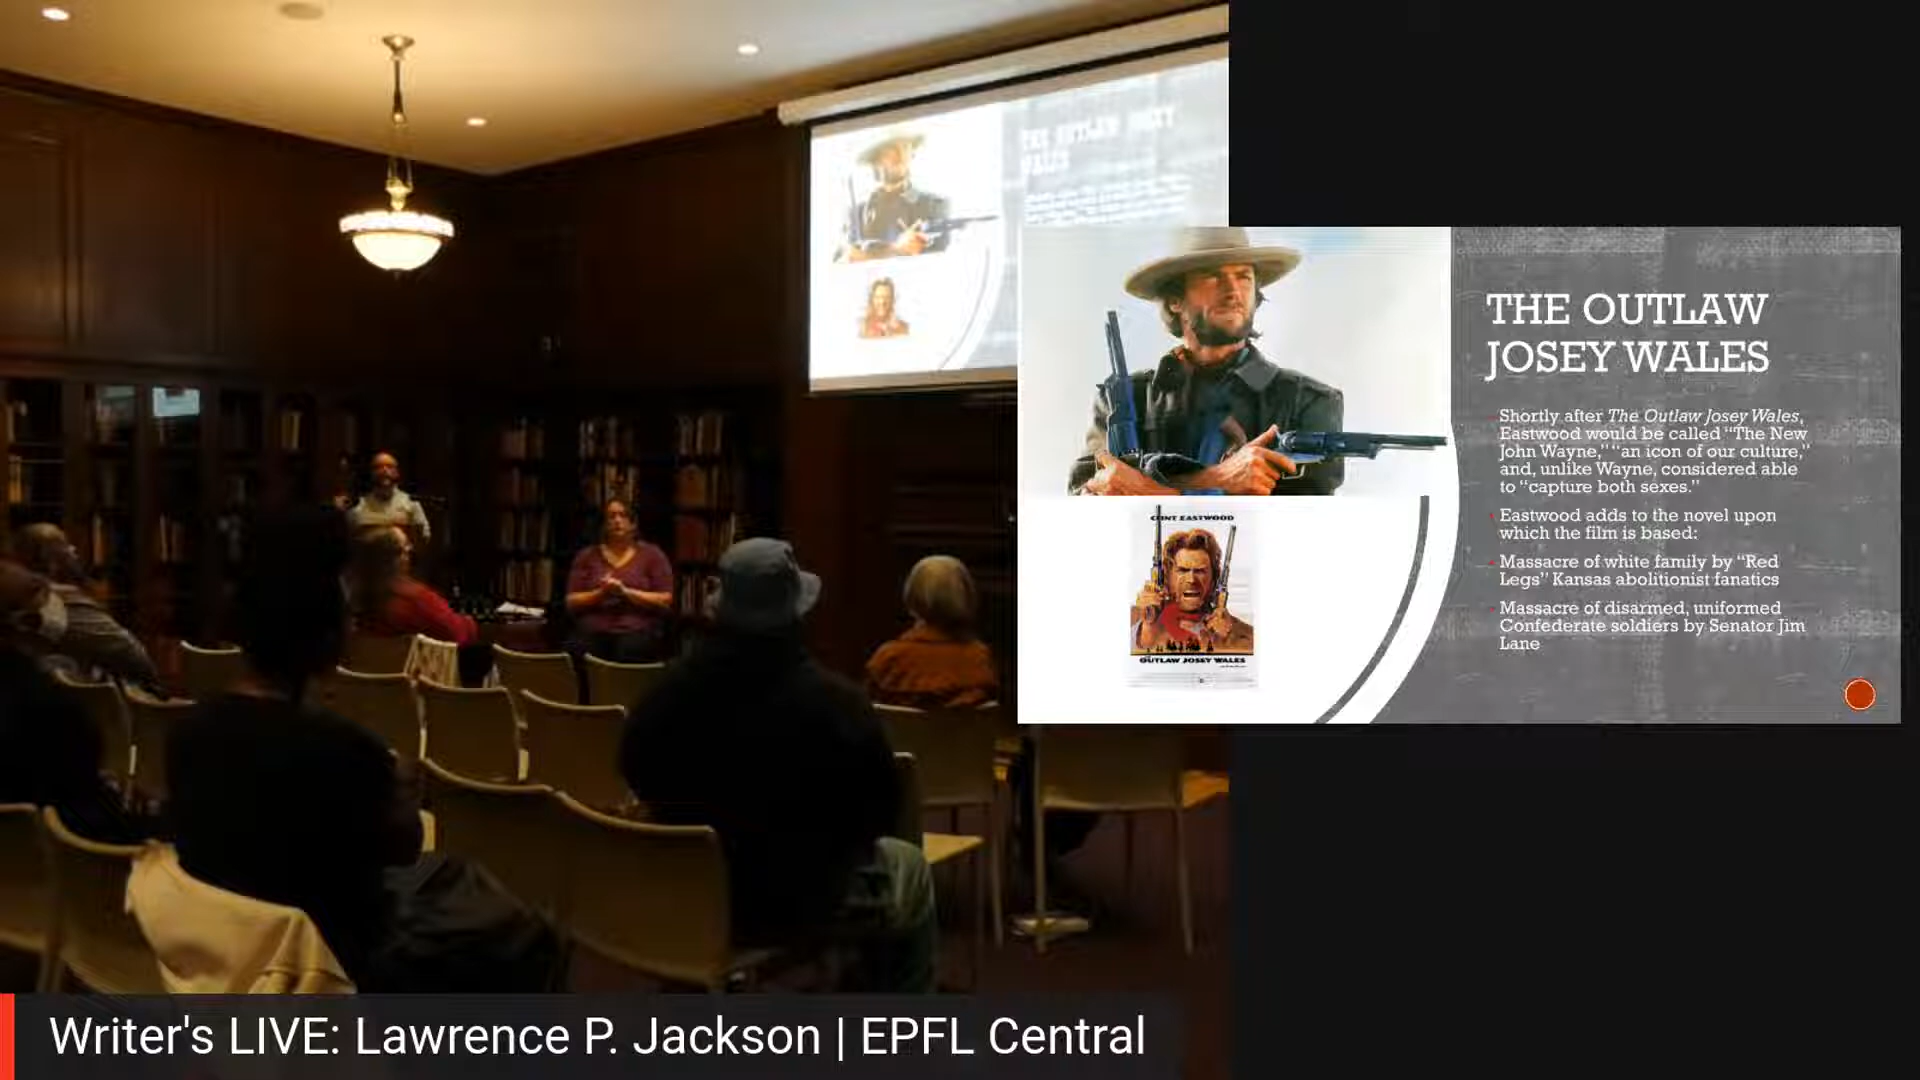 THE OUTLAW
JOSEY WALES
Shortly after The Outlaw Josey Wales,
Eastwood would be called “The New
John Wayne,” “an icon of our culture,”
and, unlike Wayne, considered able
to “capture both sexes.”
Eastwood adds to the novel upon
which the film is based:
Massacre of white family by “Red
Legs” Kansas abolitionist fanatics
Massacre of disarmed, uniformed
Confederate soldiers by Senator Jim
Lane
CLINT EASTWOOD
OUTLAW JOSEY WALES
Writer's LIVE: Lawrence P. Jackson | EPFL Central